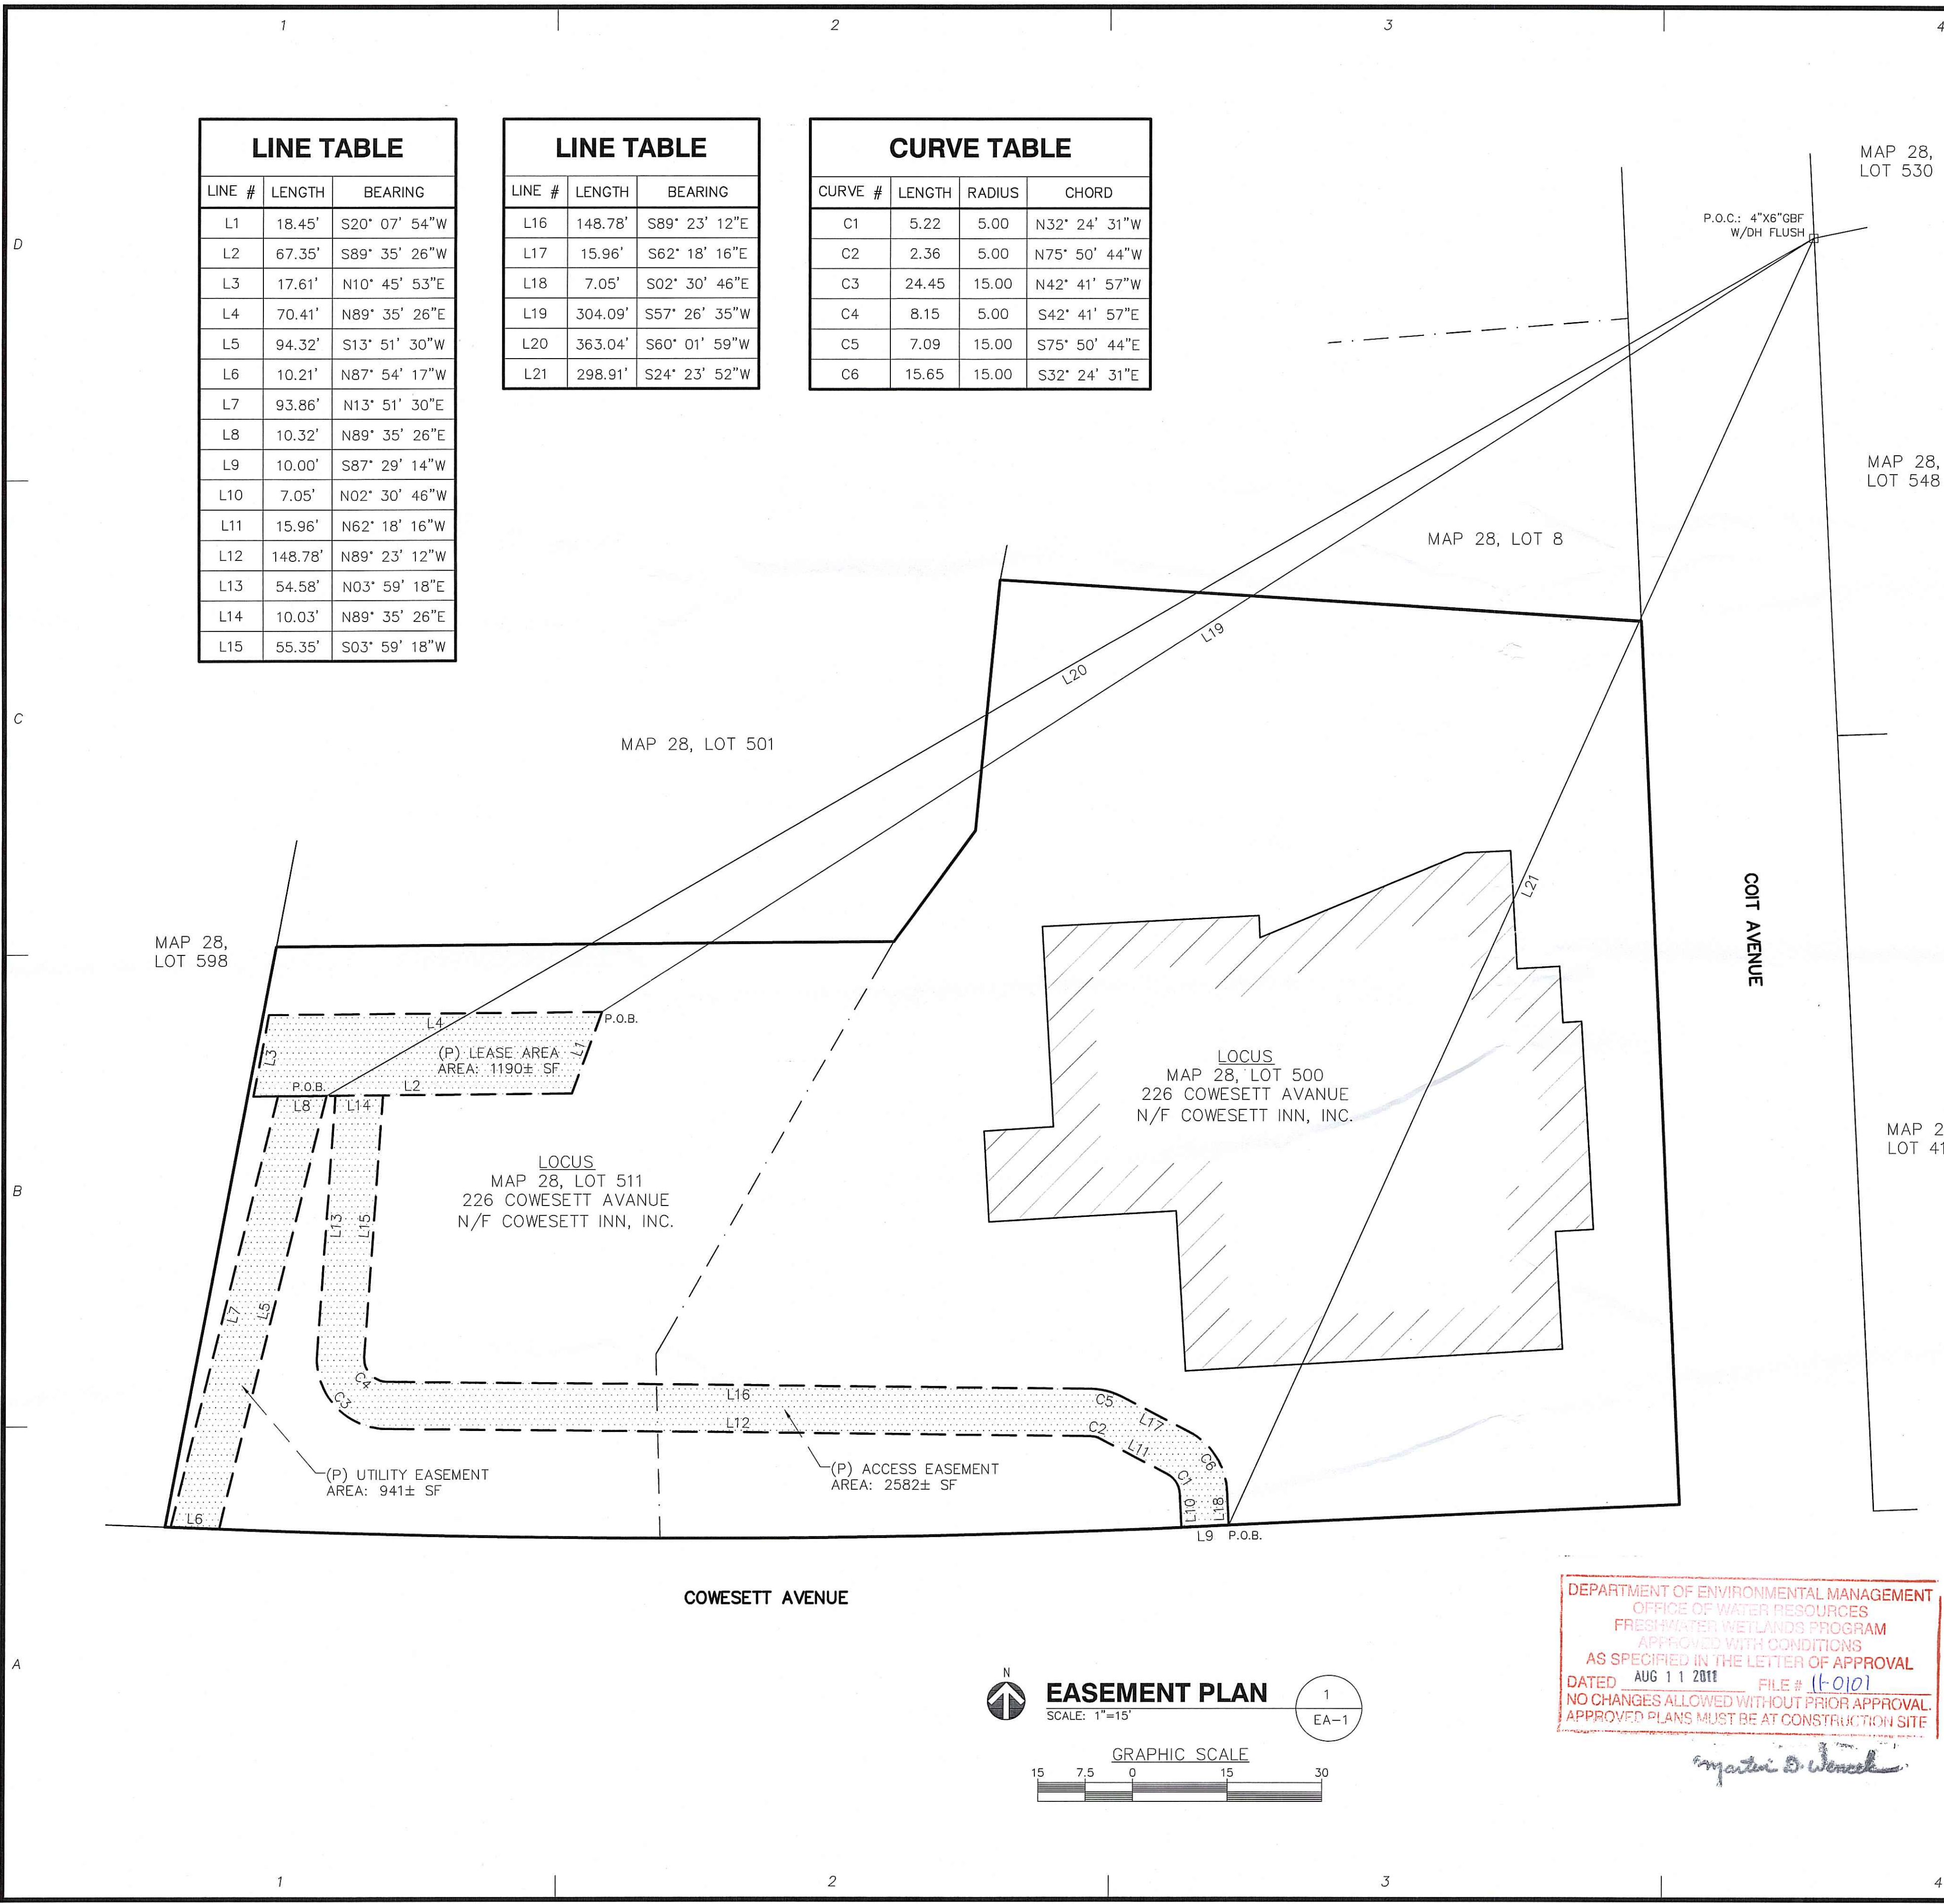 1 2 3 4
LINE TABLE
LINE # LENGTH BEARING
L1 18.45' S20° 07' 54"W
L2 67.35' S89° 35' 26"W
L3 17.61' N10° 45' 53"E
L4 70.41' N89° 35' 26"E
L5 94.32' S13° 51' 30"W
L6 10.21' N87° 54' 17"W
L7 93.86' N13° 51' 30"E
L8 10.32' N89° 35' 26"E
L9 10.00' S87° 29' 14"W
L10 7.05' N02° 30' 46"W
L11 15.96' N62° 18' 16"W
L12 148.78' N89° 23' 12"W
L13 54.58' N03° 59' 18"E
L14 10.03' N89° 35' 26"E
L15 55.35' S03° 59' 18"W
LINE TABLE
LINE # LENGTH BEARING
L16 148.78' S89° 23' 12"E
L17 15.96' S62° 18' 16"E
L18 7.05' S02° 30' 46"E
L19 304.09' S57° 26' 35"W
L20 363.04' S60° 01' 59"W
L21 298.91' S24° 23' 52"W
CURVE TABLE
CURVE # LENGTH RADIUS CHORD
C1 5.22 5.00 N32° 24' 31"W
C2 2.36 5.00 N75° 50' 44"W
C3 24.45 15.00 N42° 41' 57"W
C4 8.15 5.00 S42° 41' 57"E
C5 7.09 15.00 S75° 50' 44"E
C6 15.65 15.00 S32° 24' 31"E
MAP 28,
LOT 530
P.O.C.: 4"X6"GBF
W/DH FLUSH
D
MAP 28,
LOT 548
MAP 28, LOT 8
L19
L20
C
MAP 28, LOT 501
L21
COIT AVENUE
MAP 28,
LOT 598
L4
P.O.B.
L3
(P) LEASE AREA
AREA: 1190± SF
L1
P.O.B.
L2
L8
L14
LOCUS
MAP 28, LOT 500
226 COWESETT AVANUE
N/F COWESETT INN, INC.
MAP 2
LOT 41
B
LOCUS
MAP 28, LOT 511
226 COWESETT AVANUE
N/F COWESETT INN, INC.
L13
L15
L7
L5
C4
C3
L16
L12
C5
C2
L17
L11
C6
C1
L10
L18
(P) UTILITY EASEMENT
AREA: 941± SF
(P) ACCESS EASEMENT
AREA: 2582± SF
L6
L9 P.O.B.
COWESETT AVENUE
A
DEPARTMENT OF ENVIRONMENTAL MANAGEMENT
OFFICE OF WATER RESOURCES
FRESHWATER WETLANDS PROGRAM
APPROVED WITH CONDITIONS
AS SPECIFIED IN THE LETTER OF APPROVAL
DATED AUG 11 2011 FILE # 11-0101
NO CHANGES ALLOWED WITHOUT PRIOR APPROVAL.
APPROVED PLANS MUST BE AT CONSTRUCTION SITE
Martin D. Wencek
N
EASEMENT PLAN
SCALE: 1"=15'
1
EA-1
GRAPHIC SCALE
15 7.5 0 15 30
1 2 3 4